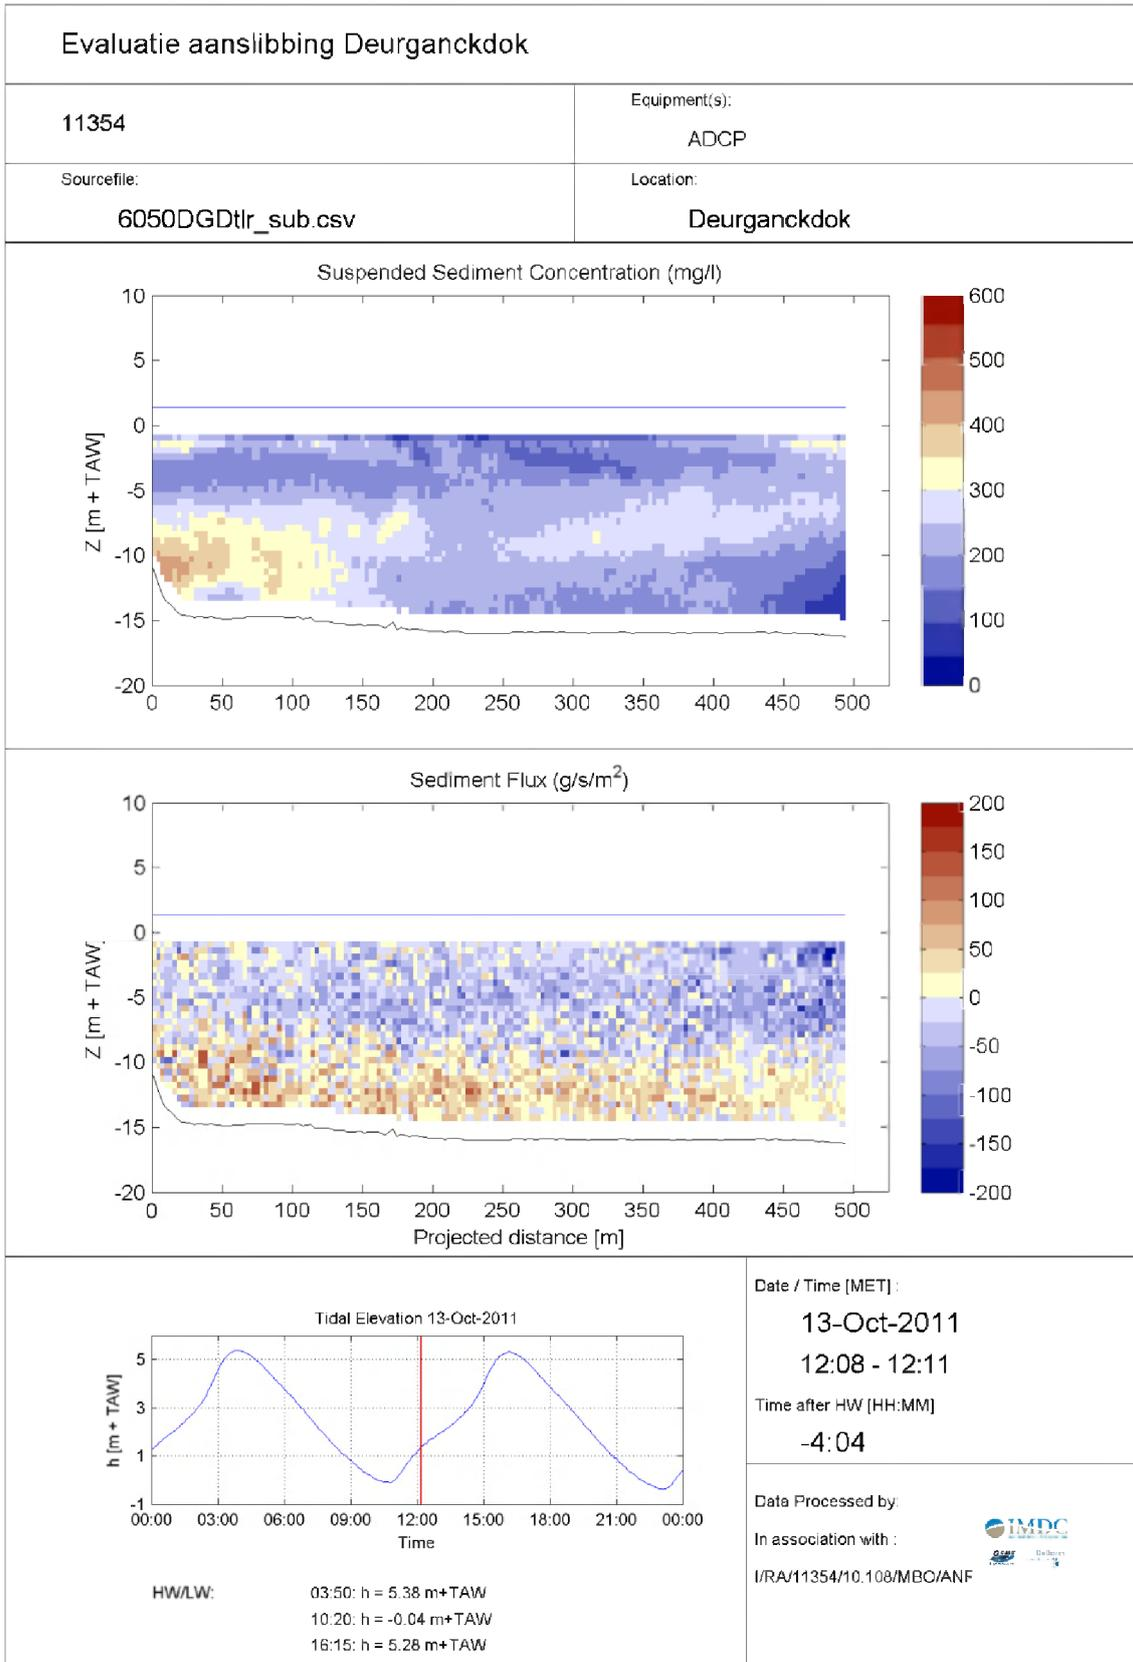 Evaluatie aanslibbing Deurganckdok
11354
Equipment(s):
ADCP
Sourcefile:
6050DGDtlr_sub.csv
Location:
Deurganckdok
Suspended Sediment Concentration (mg/l)
Z [m + TAW]
10
5
0
-5
-10
-15
-20
0 50 100 150 200 250 300 350 400 450 500
600
500
400
300
200
100
0
Sediment Flux (g/s/m²)
Z [m + TAW]
10
5
0
-5
-10
-15
-20
0 50 100 150 200 250 300 350 400 450 500
Projected distance [m]
200
150
100
50
0
-50
-100
-150
-200
Tidal Elevation 13-Oct-2011
h [m + TAW]
5
3
1
-1
00:00 03:00 06:00 09:00 12:00 15:00 18:00 21:00 00:00
Time
HW/LW:
03:50: h = 5.38 m+TAW
10:20: h = -0.04 m+TAW
16:15: h = 5.28 m+TAW
Date / Time [MET] :
13-Oct-2011
12:08 - 12:11
Time after HW [HH:MM]
-4:04
Data Processed by:
IMDC
In association with :
I/RA/11354/10.108/MBO/ANF